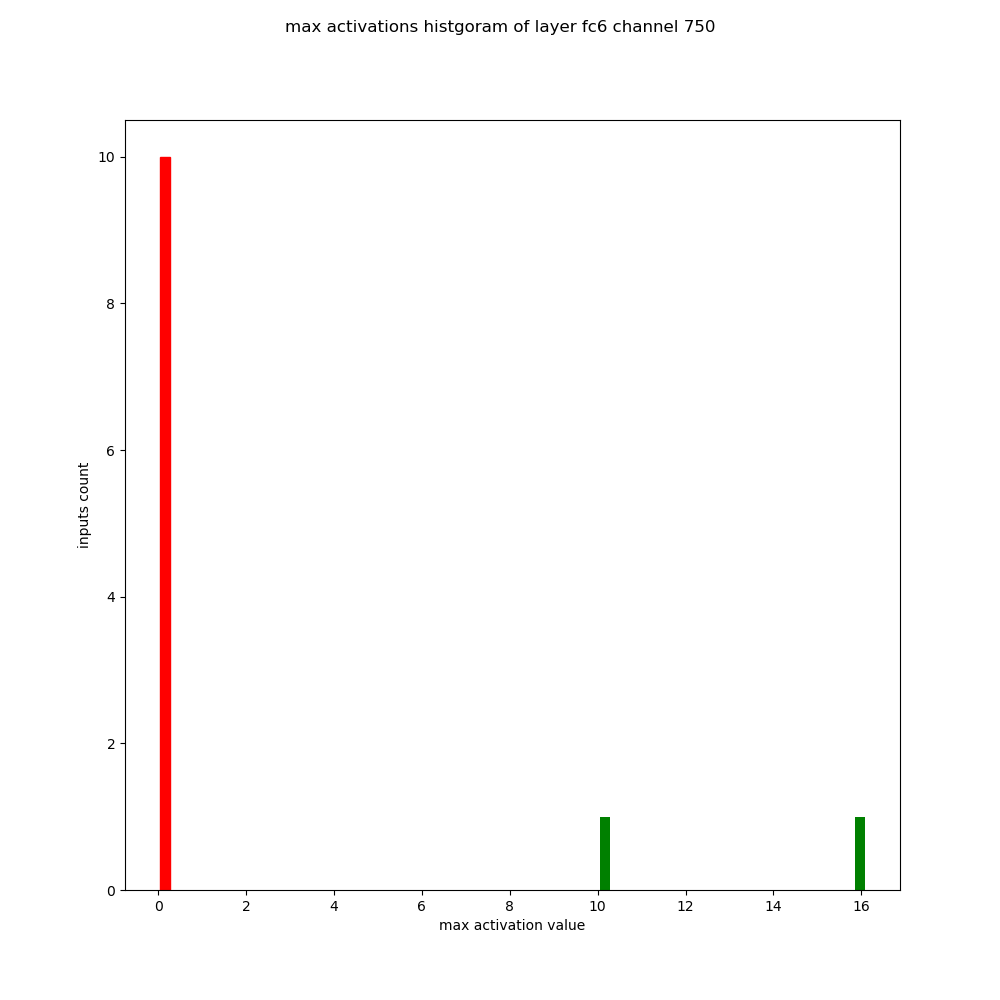 max activations histgoram of layer fc6 channel 750
10
8
6
4
2
0
inputs count
0 2 4 6 8 10 12 14 16
max activation value